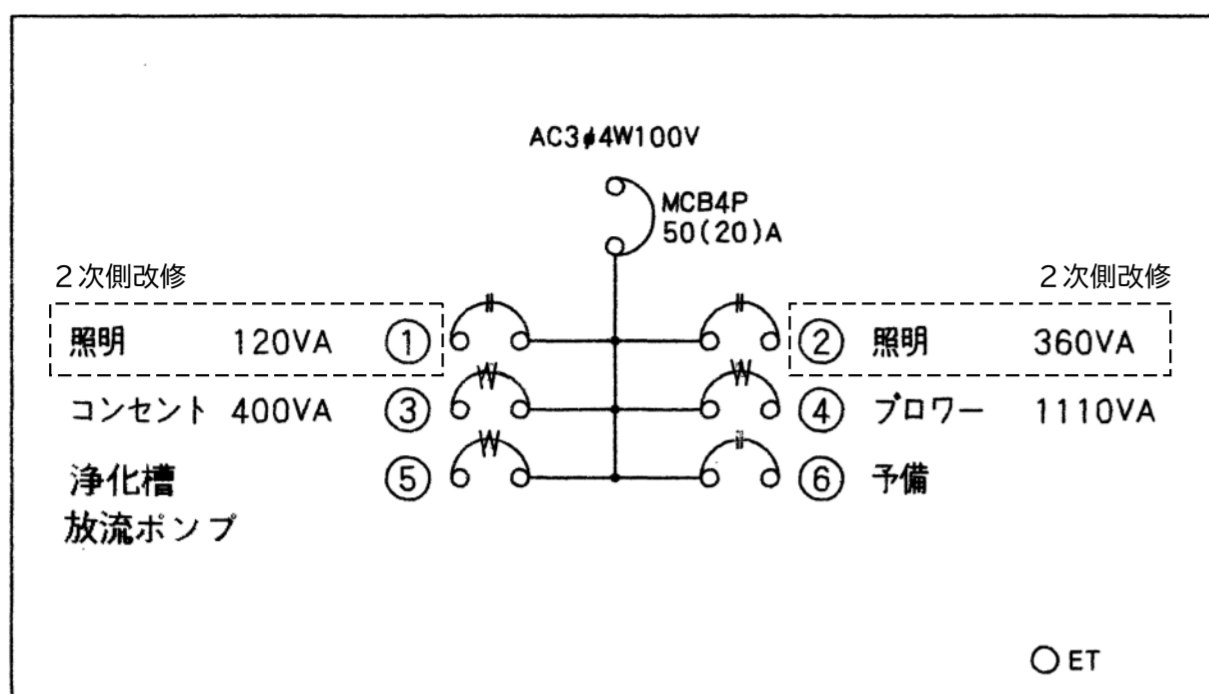 AC3φ4W100V
MCB4P
50(20)A
2次側改修
2次側改修
照明 120VA ① ② 照明 360VA
コンセント 400VA ③ ④ ブロワー 1110VA
浄化槽 ⑤ ⑥ 予備
放流ポンプ
ET